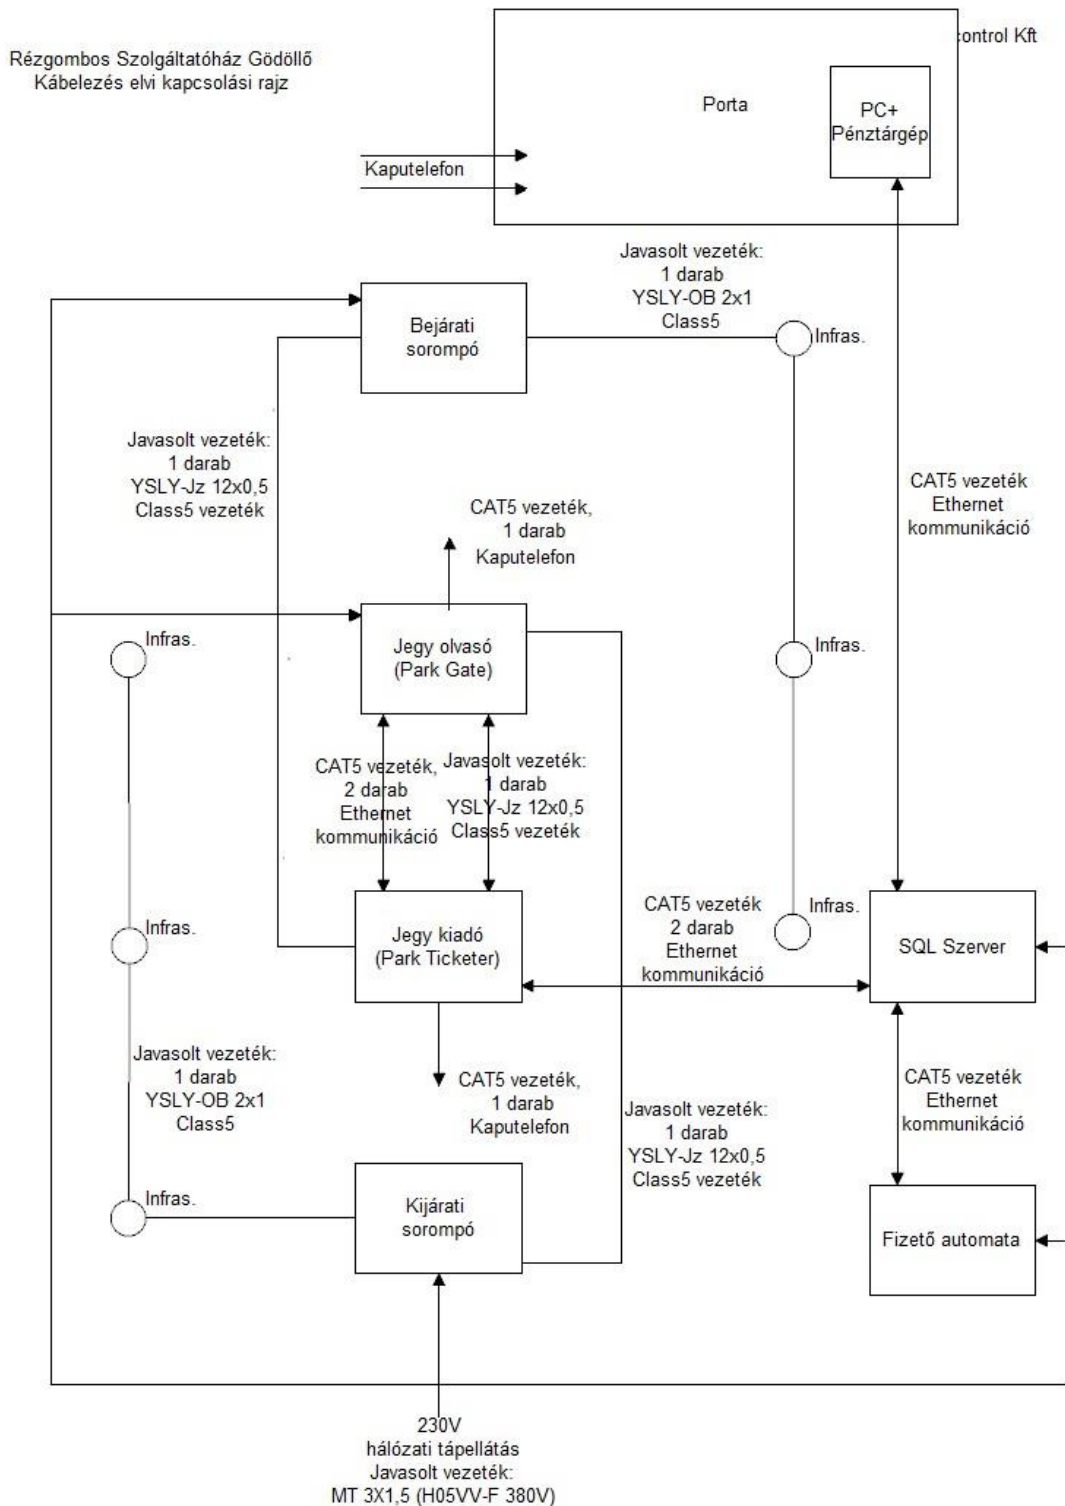 Rézgombos Szolgáltatóház Gödöllő
Kábelezés elvi kapcsolási rajz
control Kft
Porta
PC+
Pénztárgép
Kaputelefon
Javasolt vezeték:
1 darab
YSLY-OB 2x1
Class5
Bejárati
sorompó
Infras.
Javasolt vezeték:
1 darab
YSLY-Jz 12x0,5
Class5 vezeték
CAT5 vezeték,
1 darab
Kaputelefon
CAT5 vezeték
Ethernet
kommunikáció
Infras.
Jegy olvasó
(Park Gate)
Infras.
CAT5 vezeték,
2 darab
Ethernet
kommunikáció
Javasolt vezeték:
1 darab
YSLY-Jz 12x0,5
Class5 vezeték
Infras.
Jegy kiadó
(Park Ticketer)
CAT5 vezeték
2 darab
Ethernet
kommunikáció
Infras.
SQL Szerver
Javasolt vezeték:
1 darab
YSLY-OB 2x1
Class5
CAT5 vezeték,
1 darab
Kaputelefon
Javasolt vezeték:
1 darab
YSLY-Jz 12x0,5
Class5 vezeték
CAT5 vezeték
Ethernet
kommunikáció
Infras.
Kijárati
sorompó
Fizető automata
230V
hálózati tápellátás
Javasolt vezeték:
MT 3X1,5 (H05VV-F 380V)